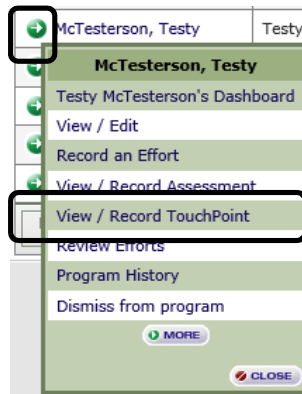 McTesterson, Testy Testy
McTesterson, Testy
Testy McTesterson's Dashboard
View / Edit
Record an Effort
View / Record Assessment
View / Record TouchPoint
Review Efforts
Program History
Dismiss from program
MORE
CLOSE